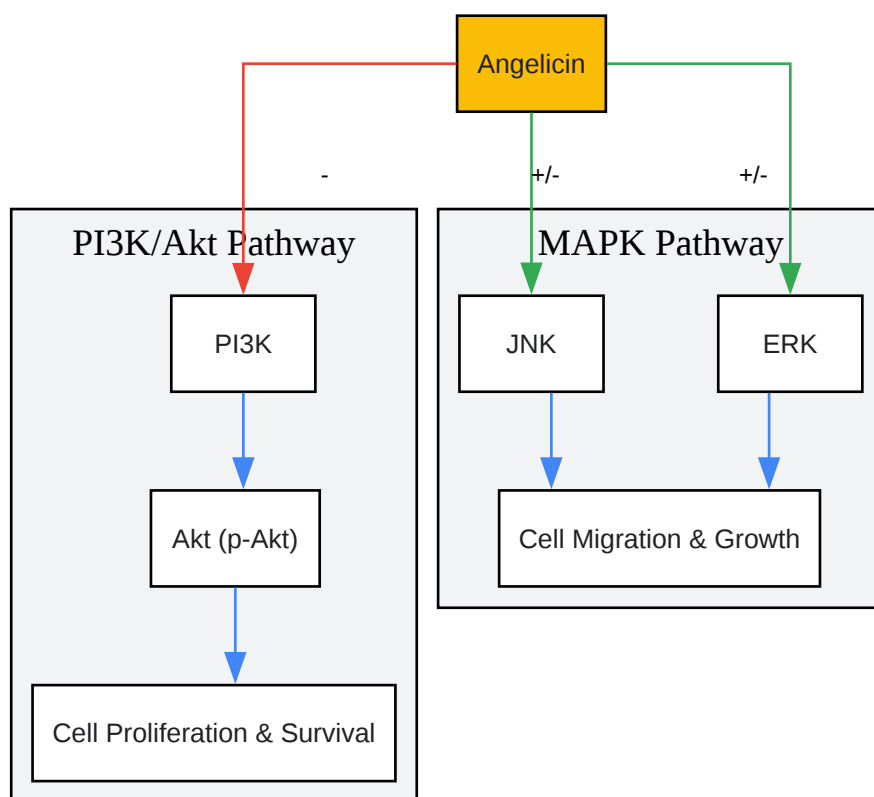 Angelicin
-
+/-
+/-
PI3K/Akt Pathway
MAPK Pathway
PI3K
JNK
ERK
Akt (p-Akt)
Cell Migration & Growth
Cell Proliferation & Survival